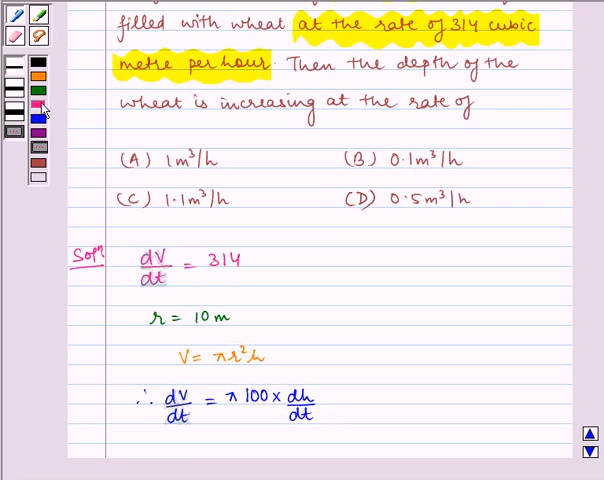 filled with wheat at the rate of 314 cubic
metre per hour. Then the depth of the
wheat is increasing at the rate of
(A) 1m³/h (B) 0.1m³/h
(C) 1.1m³/h (D) 0.5m³/h
Solⁿ dV/dt = 314
r = 10m
V = πr²h
∴ dV/dt = π 100 × dh/dt